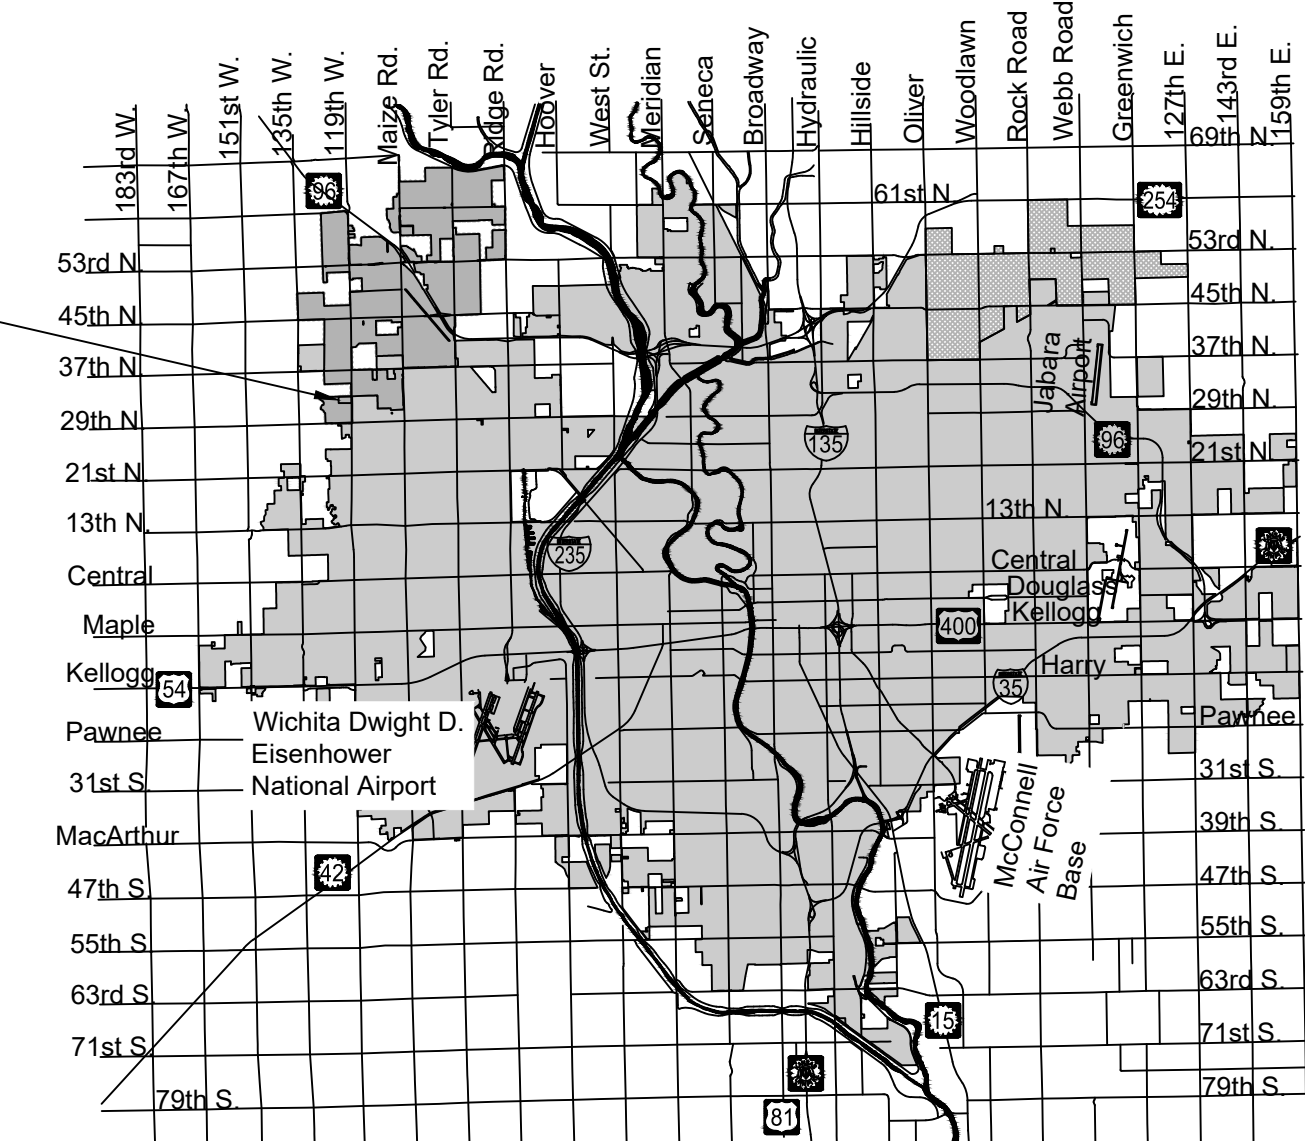 183rd W.
167th W.
151st W.
135th W.
119th W.
Maize Rd.
Tyler Rd.
Ridge Rd.
Hoover
West St.
Meridian
Seneca
Broadway
Hydraulic
Hillside
Oliver
Woodlawn
Rock Road
Webb Road
Greenwich
127th E.
143rd E.
159th E.
69th N.
96
61st N.
254
53rd N.
53rd N.
45th N.
45th N.
37th N.
37th N.
Jabara
Airport
29th N.
29th N.
135
96
21st N.
21st N.
13th N.
13th N.
235
Central
Central
Douglass
Kellogg
Maple
400
Kellogg
54
Harry
35
Wichita Dwight D.
Eisenhower
National Airport
Pawnee
Pawnee
31st S.
31st S.
McConnell
Air Force
Base
MacArthur
39th S.
42
47th S.
47th S.
55th S.
55th S.
63rd S.
63rd S.
15
71st S.
71st S.
79th S.
79th S.
81